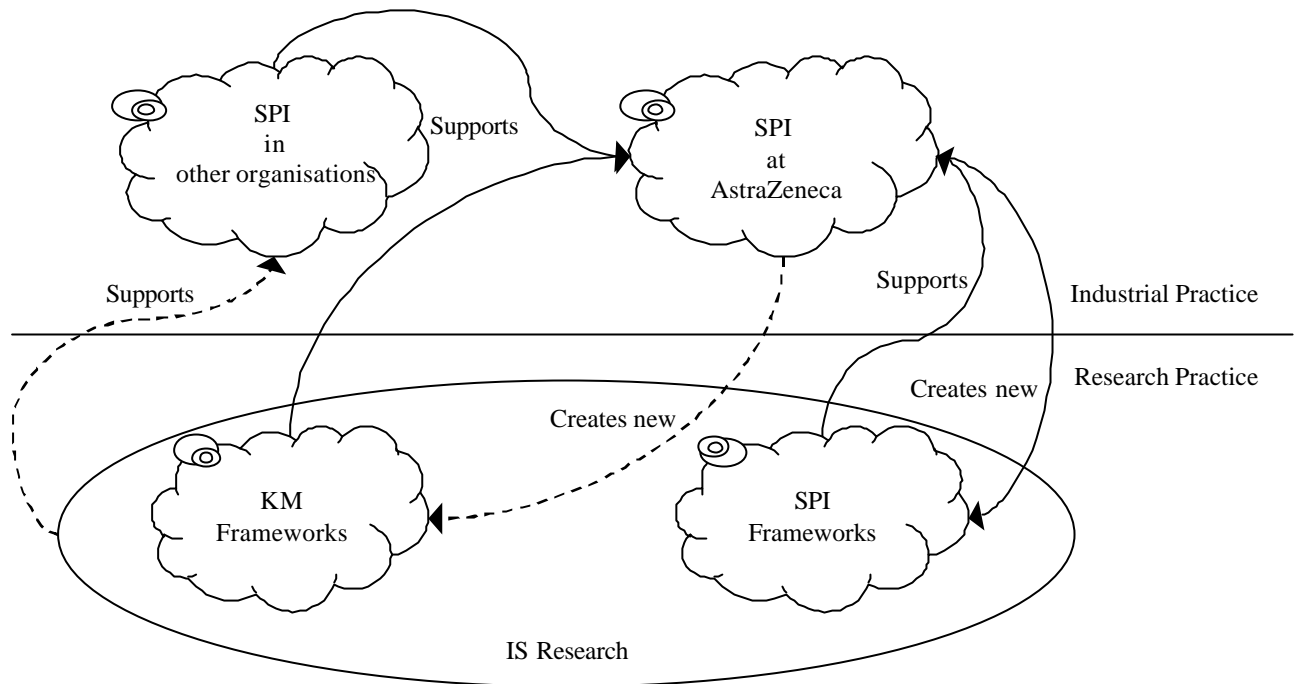 SPI
in
other organisations
Supports
SPI
at
AstraZeneca
Supports
Supports
Industrial Practice
Research Practice
Creates new
Creates new
KM
Frameworks
SPI
Frameworks
IS Research